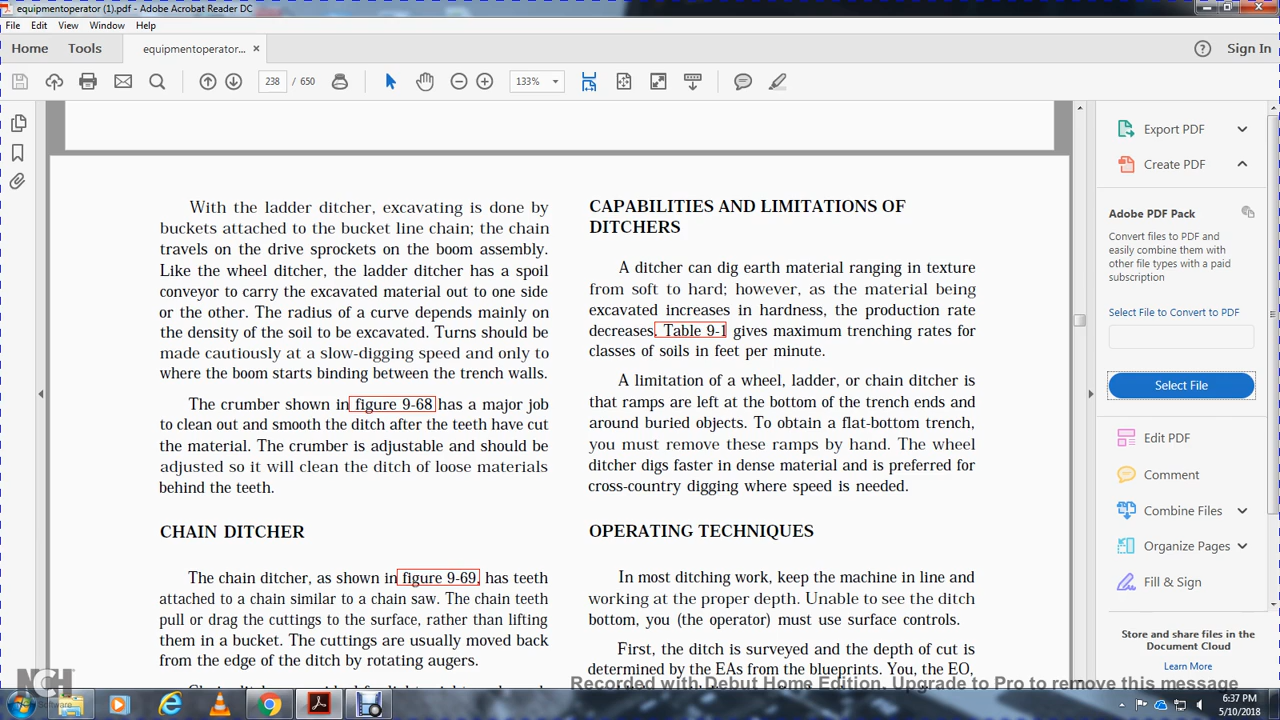 equipmentoperator (1).pdf - Adobe Acrobat Reader DC
File Edit View Window Help
Home Tools equipmentoperator... × Sign In
238 / 650 133%
With the ladder ditcher, excavating is done by
buckets attached to the bucket line chain; the chain
travels on the drive sprockets on the boom assembly.
Like the wheel ditcher, the ladder ditcher has a spoil
conveyor to carry the excavated material out to one side
or the other. The radius of a curve depends mainly on
the density of the soil to be excavated. Turns should be
made cautiously at a slow-digging speed and only to
where the boom starts binding between the trench walls.
The crumber shown in figure 9-68 has a major job
to clean out and smooth the ditch after the teeth have cut
the material. The crumber is adjustable and should be
adjusted so it will clean the ditch of loose materials
behind the teeth.
CHAIN DITCHER
The chain ditcher, as shown in figure 9-69, has teeth
attached to a chain similar to a chain saw. The chain teeth
pull or drag the cuttings to the surface, rather than lifting
them in a bucket. The cuttings are usually moved back
from the edge of the ditch by rotating augers.
CAPABILITIES AND LIMITATIONS OF
DITCHERS
A ditcher can dig earth material ranging in texture
from soft to hard; however, as the material being
excavated increases in hardness, the production rate
decreases. Table 9-1 gives maximum trenching rates for
classes of soils in feet per minute.
A limitation of a wheel, ladder, or chain ditcher is
that ramps are left at the bottom of the trench ends and
around buried objects. To obtain a flat-bottom trench,
you must remove these ramps by hand. The wheel
ditcher digs faster in dense material and is preferred for
cross-country digging where speed is needed.
OPERATING TECHNIQUES
In most ditching work, keep the machine in line and
working at the proper depth. Unable to see the ditch
bottom, you (the operator) must use surface controls.
First, the ditch is surveyed and the depth of cut is
determined by the EAs from the blueprints. You, the EO,
Export PDF
Create PDF
Adobe PDF Pack
Convert files to PDF and
easily combine them with
other file types with a paid
subscription
Select File to Convert to PDF
Select File
Edit PDF
Comment
Combine Files
Organize Pages
Fill & Sign
Store and share files in the
Document Cloud
Learn More
NCH
Software
Recorded with Debut Home Edition. Upgrade to Pro to remove this message
6:37 PM
5/10/2018